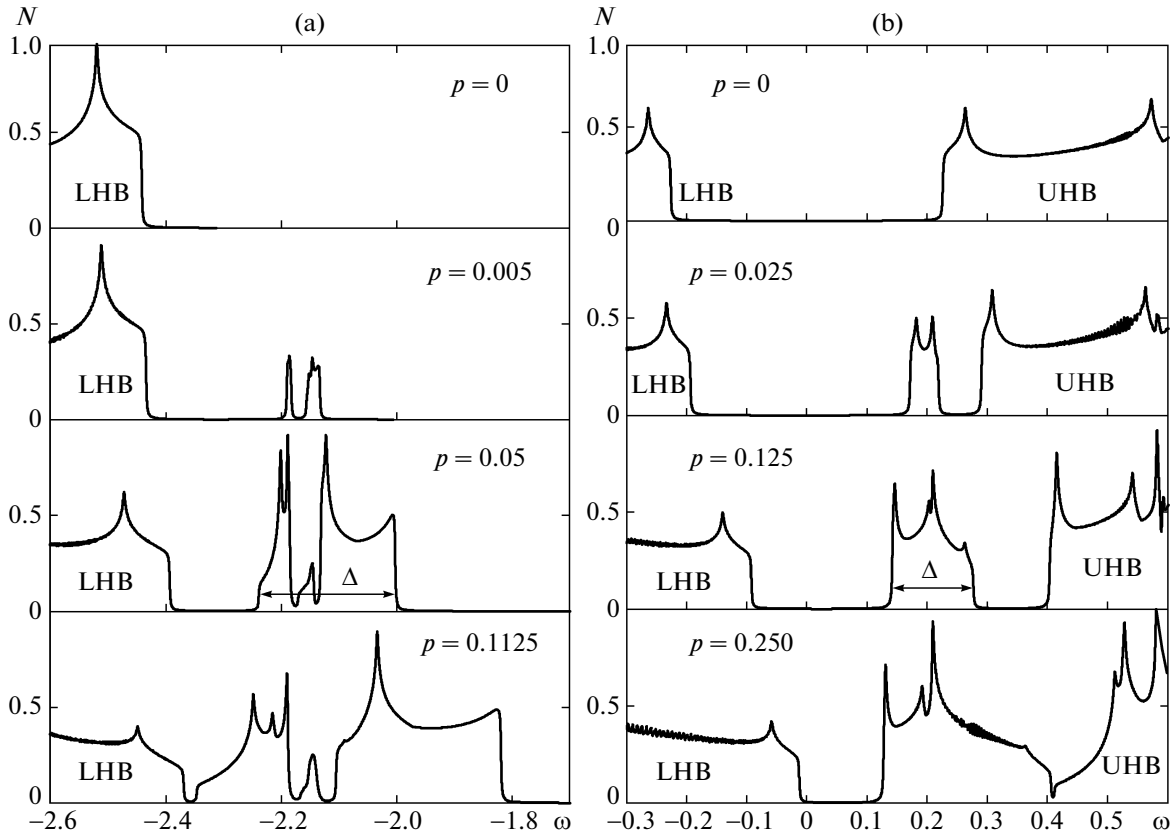 N (a) (b)
N
1.0 p = 0
0.5
LHB
0
p = 0.005
0.5
LHB
0
p = 0.05
0.5
LHB Δ
0
p = 0.1125
0.5
LHB
0
−2.6 −2.4 −2.2 −2.0 −1.8 ω
1.0 p = 0
0.5
LHB UHB
0
p = 0.025
0.5
LHB UHB
0
p = 0.125
0.5
LHB Δ UHB
0
p = 0.250
0.5
LHB UHB
0
−0.3 −0.2 −0.1 0 0.1 0.2 0.3 0.4 0.5 ω